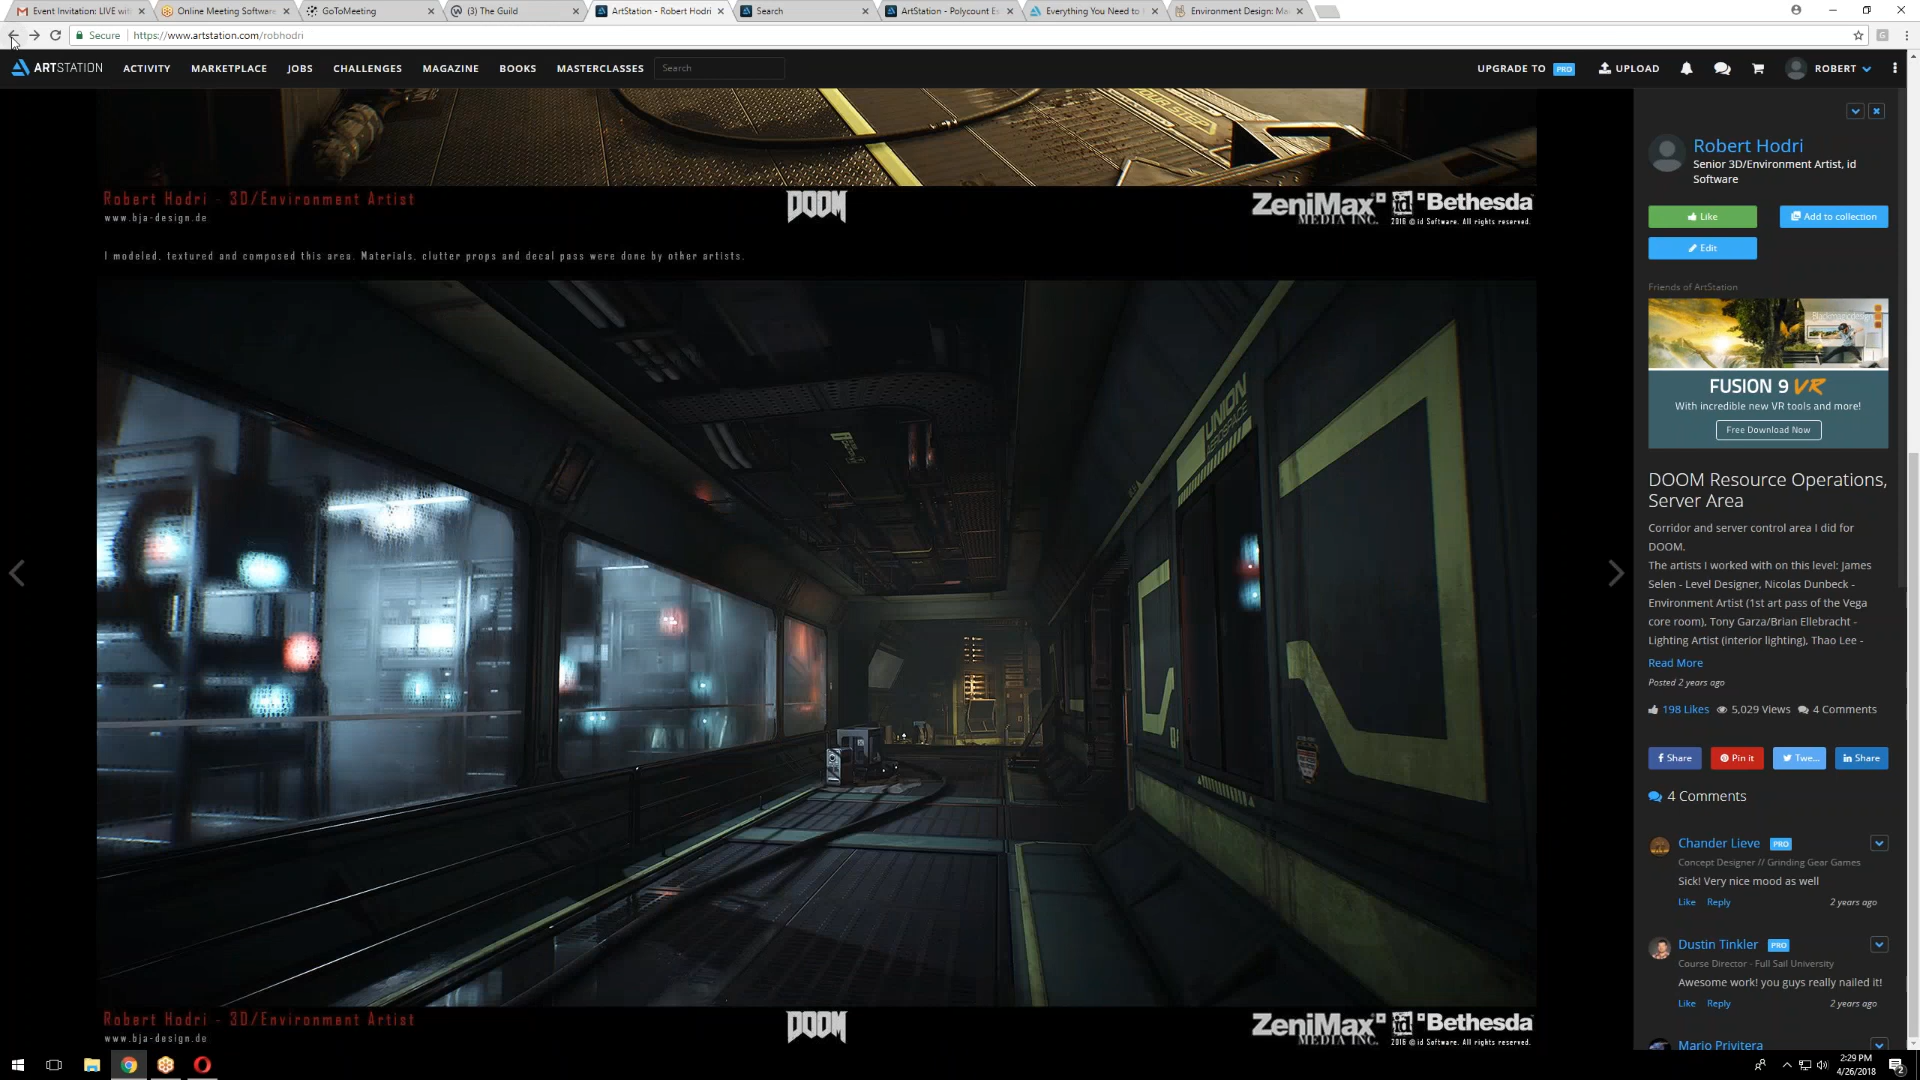 Event Invitation: LIVE wit
Online Meeting Software
GoToMeeting
(3) The Guild
ArtStation - Robert Hodri
Search
ArtStation - Polycount Es
Everything You Need to
Environment Design: Ma
Secure
https://www.artstation.com/robhodri
ARTSTATION
ACTIVITY
MARKETPLACE
JOBS
CHALLENGES
MAGAZINE
BOOKS
MASTERCLASSES
Search
UPGRADE TO PRO
UPLOAD
ROBERT
Robert Hodri - 3D/Environment Artist
www.bja-design.de
DOOM
ZeniMax
MEDIA INC.
id
Bethesda
2016 © id Software. All rights reserved.
I modeled, textured and composed this area. Materials, clutter props and decal pass were done by other artists.
UNION
AEROSPACE
Robert Hodri - 3D/Environment Artist
www.bja-design.de
DOOM
ZeniMax
MEDIA INC.
id
Bethesda
2016 © id Software. All rights reserved.
Robert Hodri
Senior 3D/Environment Artist, id
Software
Like
Add to collection
Edit
Friends of ArtStation
Blackmagicdesign
FUSION 9 VR
With incredible new VR tools and more!
Free Download Now
DOOM Resource Operations,
Server Area
Corridor and server control area I did for
DOOM.
The artists I worked with on this level: James
Selen - Level Designer, Nicolas Dunbeck -
Environment Artist (1st art pass of the Vega
core room), Tony Garza/Brian Ellebracht -
Lighting Artist (interior lighting), Thao Lee -
Read More
Posted 2 years ago
198 Likes
5,029 Views
4 Comments
Share
Pin it
Twe...
Share
4 Comments
Chander Lieve PRO
Concept Designer // Grinding Gear Games
Sick! Very nice mood as well
Like Reply
2 years ago
Dustin Tinkler PRO
Course Director - Full Sail University
Awesome work! you guys really nailed it!
Like Reply
2 years ago
Mario Privitera
2:29 PM
4/26/2018
2